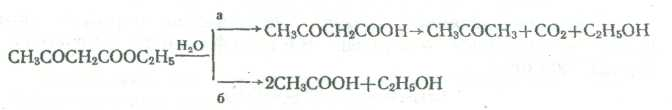 а
CH₃COCH₂COOH→CH₃COCH₃+CO₂+C₂H₅OH
CH₃COCH₂COOC₂H₅ H₂O
2CH₃COOH+C₂H₅OH
б